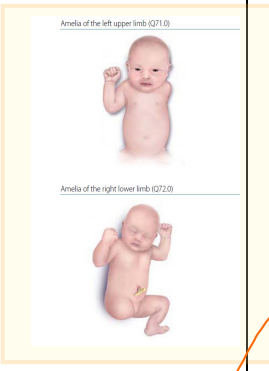 Amelia of the left upper limb (Q71.0)
Amelia of the right lower limb (Q72.0)